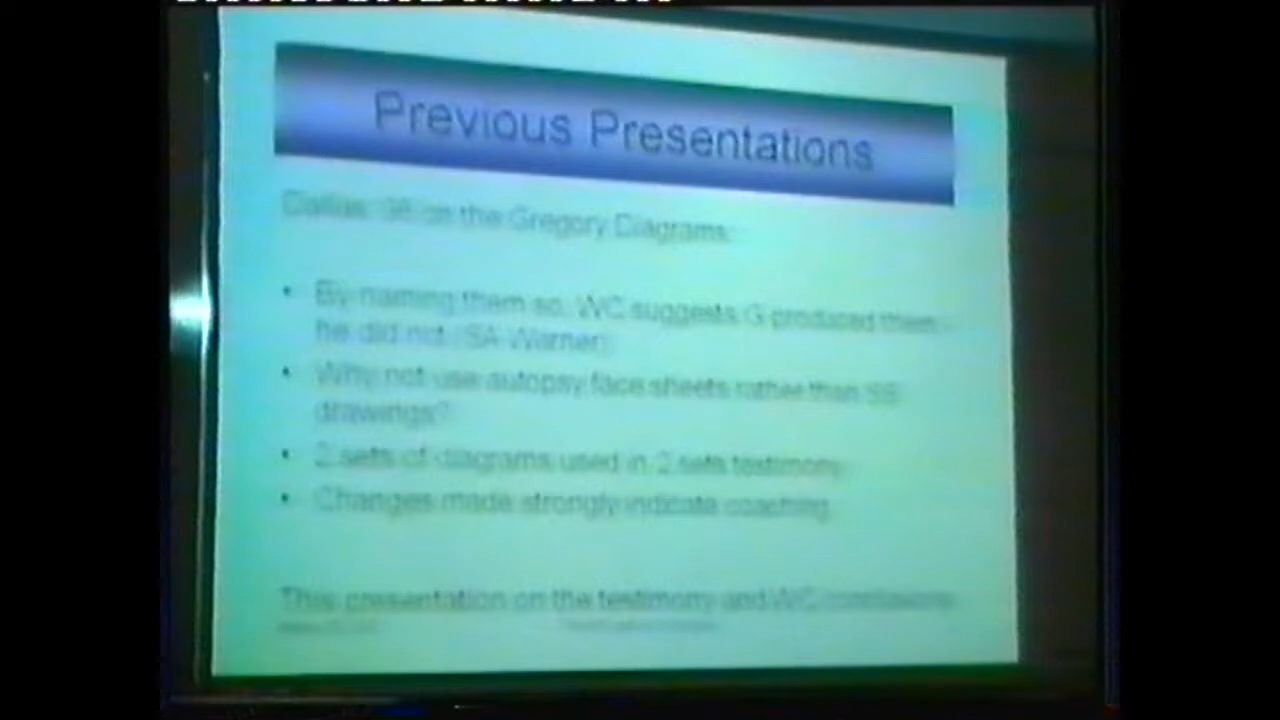 Previous Presentations
Dallas '98 on the Gregory Diagrams:
• By naming them so, WC suggests G produced them -
he did not (SA Warner)
• Why not use autopsy face sheets rather than SS
drawings?
• 2 sets of diagrams used in 2 sets testimony
• Changes made strongly indicate coaching
This presentation on the testimony and WC conclusions